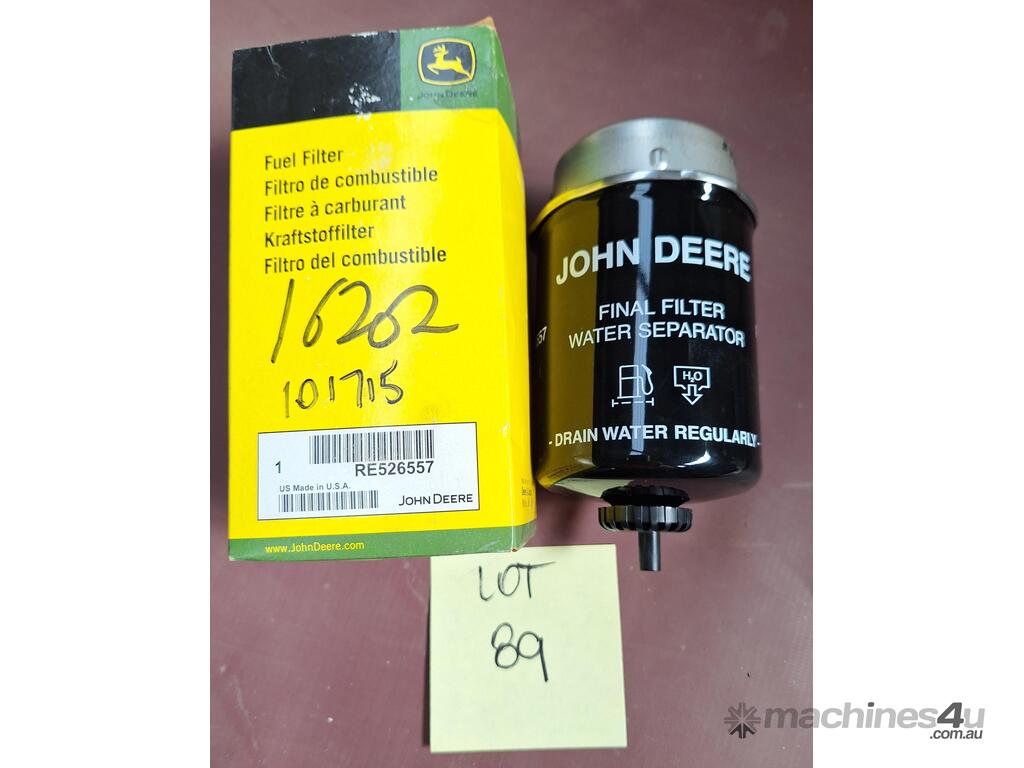 JOHN DEERE
Fuel Filter
Filtro de combustible
Filtre à carburant
Kraftstoffilter
Filtro del combustible
16262
101715
1 RE526557
US Made in U.S.A.
JOHN DEERE
www.JohnDeere.com
JOHN DEERE
FINAL FILTER
WATER SEPARATOR
H₂O
- DRAIN WATER REGULARLY -
557
LOT
89
machines4u
.com.au